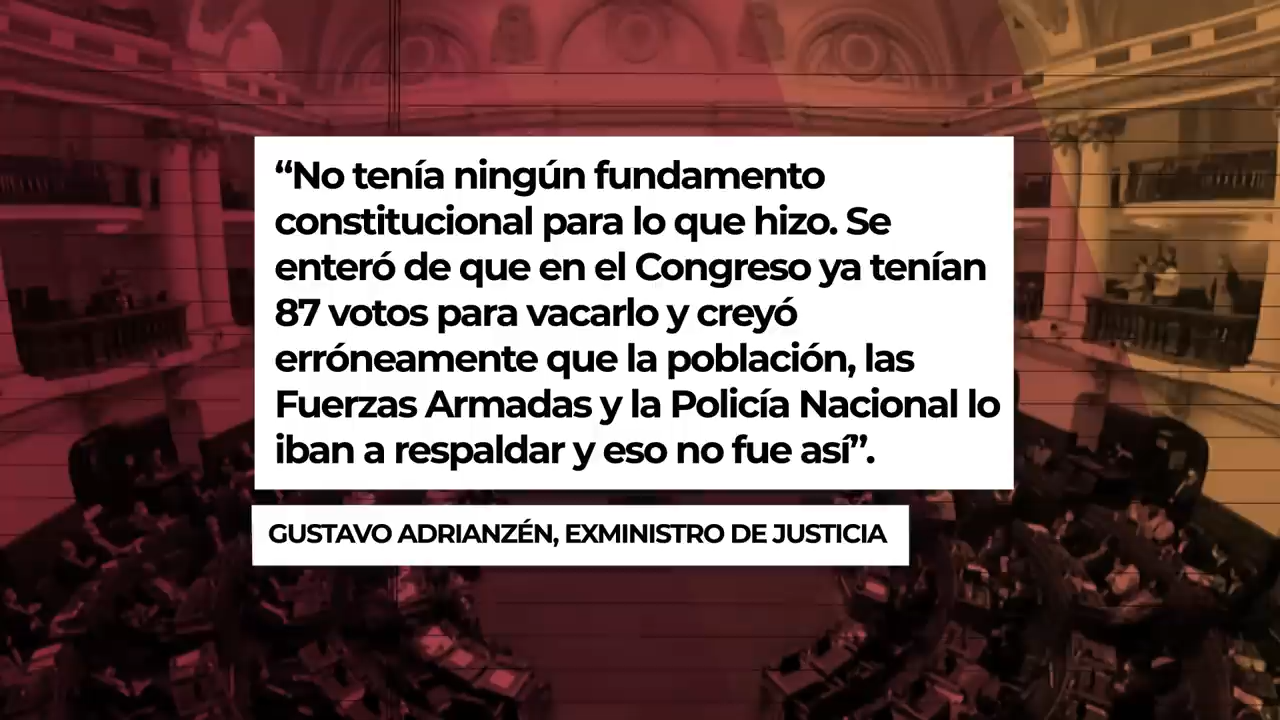 “No tenía ningún fundamento
constitucional para lo que hizo. Se
enteró de que en el Congreso ya tenían
87 votos para vacarlo y creyó
erróneamente que la población, las
Fuerzas Armadas y la Policía Nacional lo
iban a respaldar y eso no fue así”.
GUSTAVO ADRIANZÉN, EXMINISTRO DE JUSTICIA